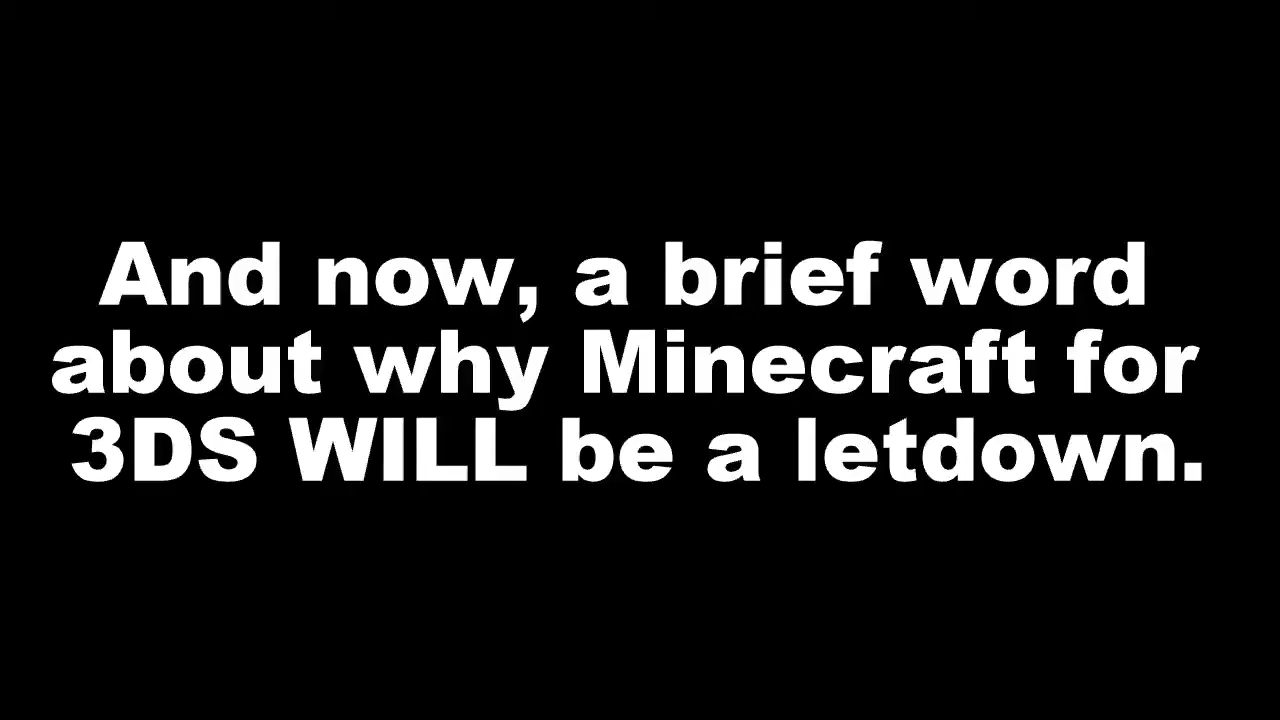 And now, a brief word
about why Minecraft for
3DS WILL be a letdown.